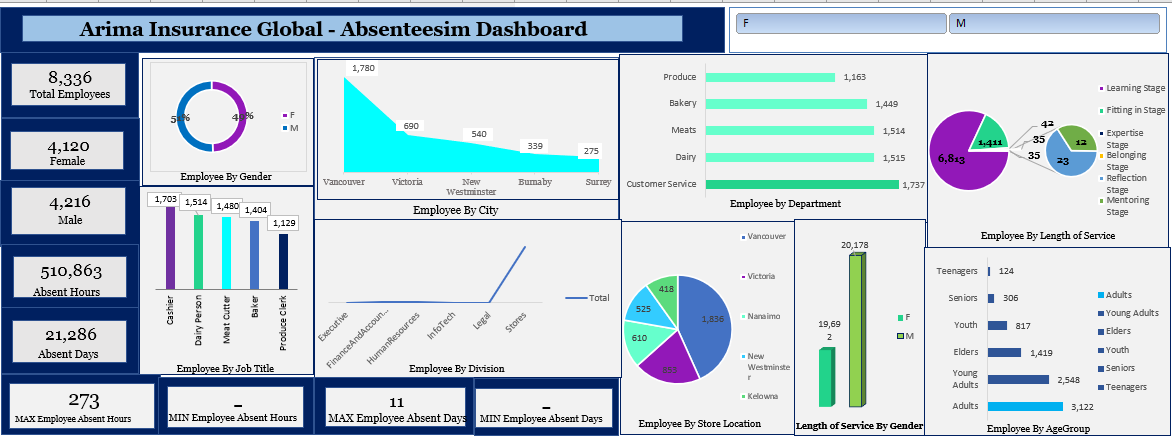 Arima Insurance Global - Absenteesim Dashboard
F
M
8,336
Total Employees
4,120
Female
4,216
Male
510,863
Absent Hours
21,286
Absent Days
273
MAX Employee Absent Hours
–
MIN Employee Absent Hours
11
MAX Employee Absent Days
–
MIN Employee Absent Days
F
M
Employee By Gender
1,703
1,514
1,480
1,404
1,129
Cashier
Dairy Person
Meat Cutter
Baker
Produce Clerk
Employee By Job Title
1,780
690
540
339
275
Vancouver
Victoria
New
Westminster
Burnaby
Surrey
Employee By City
Executive
FinanceAndAccoun...
HumanResources
InfoTech
Legal
Stores
Total
Employee By Division
Produce
1,163
Bakery
1,449
Meats
1,514
Dairy
1,515
Customer Service
1,737
Employee by Department
1,836
853
610
525
418
Vancouver
Victoria
Nanaimo
New
Westminste
r
Kelowna
Employee By Store Location
20,178
19,69
2
F
M
Length of Service By Gender
6,813
1,411
42
35
35
23
12
Learning Stage
Fitting in Stage
Expertise
Stage
Belonging
Stage
Reflection
Stage
Mentoring
Stage
Employee By Length of Service
Teenagers
124
Seniors
306
Youth
817
Elders
1,419
Young
Adults
2,548
Adults
3,122
Adults
Young Adults
Elders
Youth
Seniors
Teenagers
Employee By AgeGroup